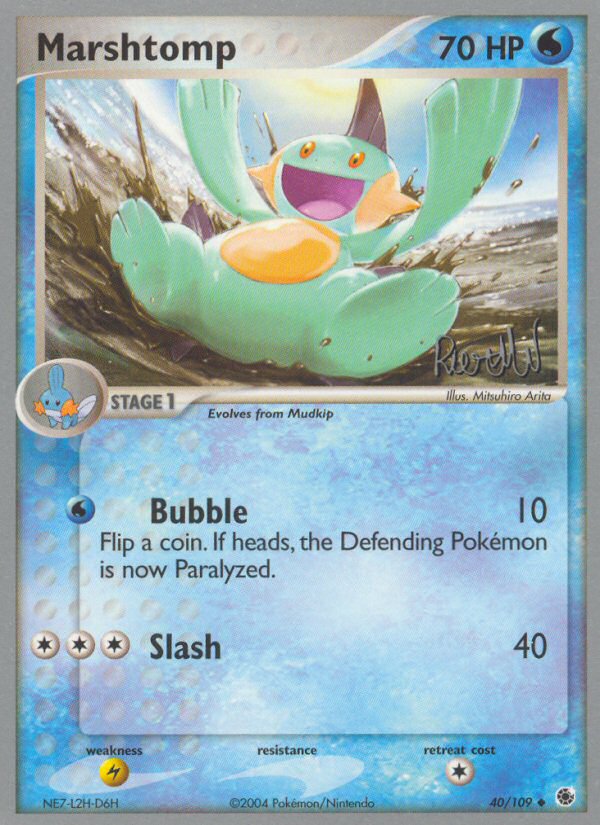 Marshtomp 70 HP
Illus. Mitsuhiro Arita
STAGE 1
Evolves from Mudkip
Bubble 10
Flip a coin. If heads, the Defending Pokémon
is now Paralyzed.
Slash 40
weakness resistance retreat cost
NE7-L2H-D6H ©2004 Pokémon/Nintendo 40/109